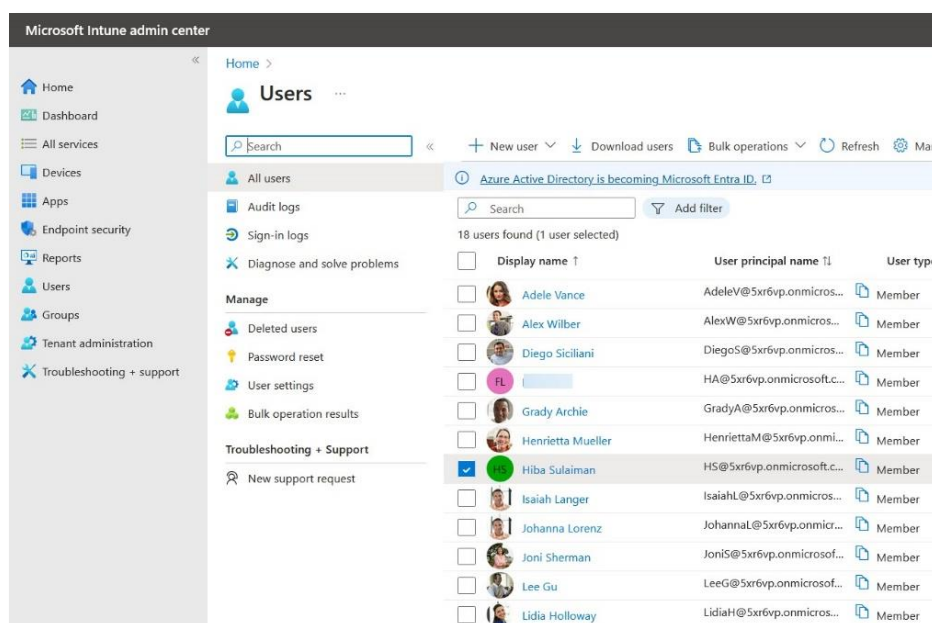 Microsoft Intune admin center
«
Home
Dashboard
All services
Devices
Apps
Endpoint security
Reports
Users
Groups
Tenant administration
Troubleshooting + support
Home >
Users ...
Search «
All users
Audit logs
Sign-in logs
Diagnose and solve problems
Manage
Deleted users
Password reset
User settings
Bulk operation results
Troubleshooting + Support
New support request
New user Download users Bulk operations Refresh Ma
Azure Active Directory is becoming Microsoft Entra ID.
Search Add filter
18 users found (1 user selected)
Display name ↑ User principal name ↑↓ User type
Adele Vance AdeleV@5xr6vp.onmicros... Member
Alex Wilber AlexW@5xr6vp.onmicros... Member
Diego Siciliani DiegoS@5xr6vp.onmicros... Member
FL HA@5xr6vp.onmicrosoft.c... Member
Grady Archie GradyA@5xr6vp.onmicros... Member
Henrietta Mueller HenriettaM@5xr6vp.onmi... Member
HS Hiba Sulaiman HS@5xr6vp.onmicrosoft.c... Member
Isaiah Langer IsaiahL@5xr6vp.onmicros... Member
Johanna Lorenz JohannaL@5xr6vp.onmicr... Member
Joni Sherman JoniS@5xr6vp.onmicrosof... Member
Lee Gu LeeG@5xr6vp.onmicrosof... Member
Lidia Holloway LidiaH@5xr6vp.onmicros... Member